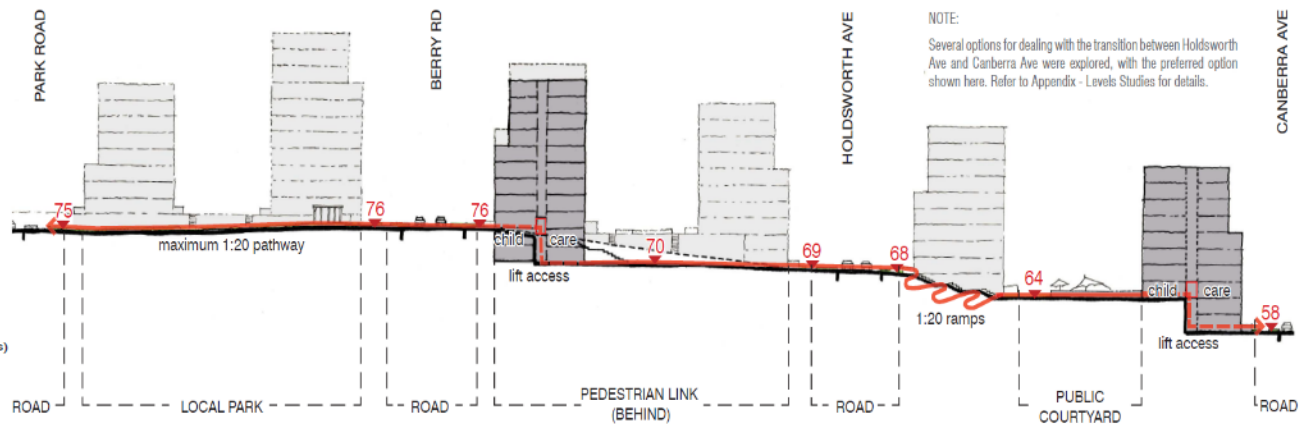 PARK ROAD
BERRY RD
HOLDSWORTH AVE
NOTE:
Several options for dealing with the transition between Holdsworth
Ave and Canberra Ave were explored, with the preferred option
shown here. Refer to Appendix - Levels Studies for details.
CANBERRA AVE
75
76
76
70
69
68
64
58
maximum 1:20 pathway
child care
lift access
1:20 ramps
child care
lift access
s)
ROAD
LOCAL PARK
ROAD
PEDESTRIAN LINK
(BEHIND)
ROAD
PUBLIC
COURTYARD
ROAD